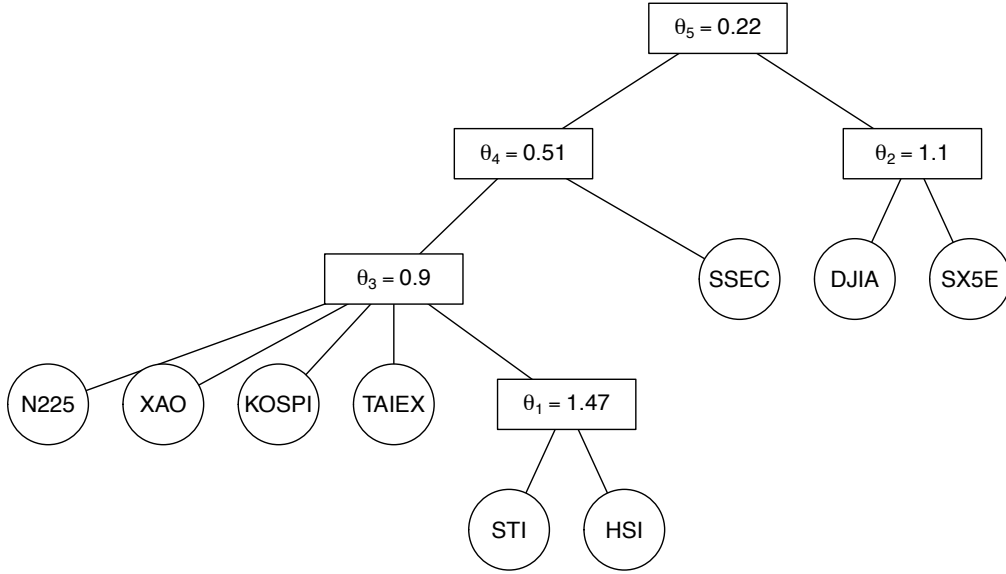 θ₅ = 0.22
θ₄ = 0.51
θ₂ = 1.1
θ₃ = 0.9
SSEC
DJIA
SX5E
N225
XAO
KOSPI
TAIEX
θ₁ = 1.47
STI
HSI